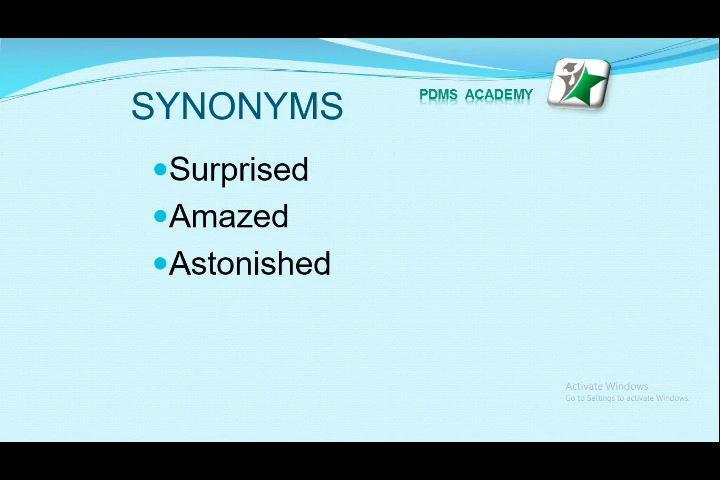 SYNONYMS
PDMS ACADEMY
Surprised
Amazed
Astonished
Activate Windows
Go to Settings to activate Windows.